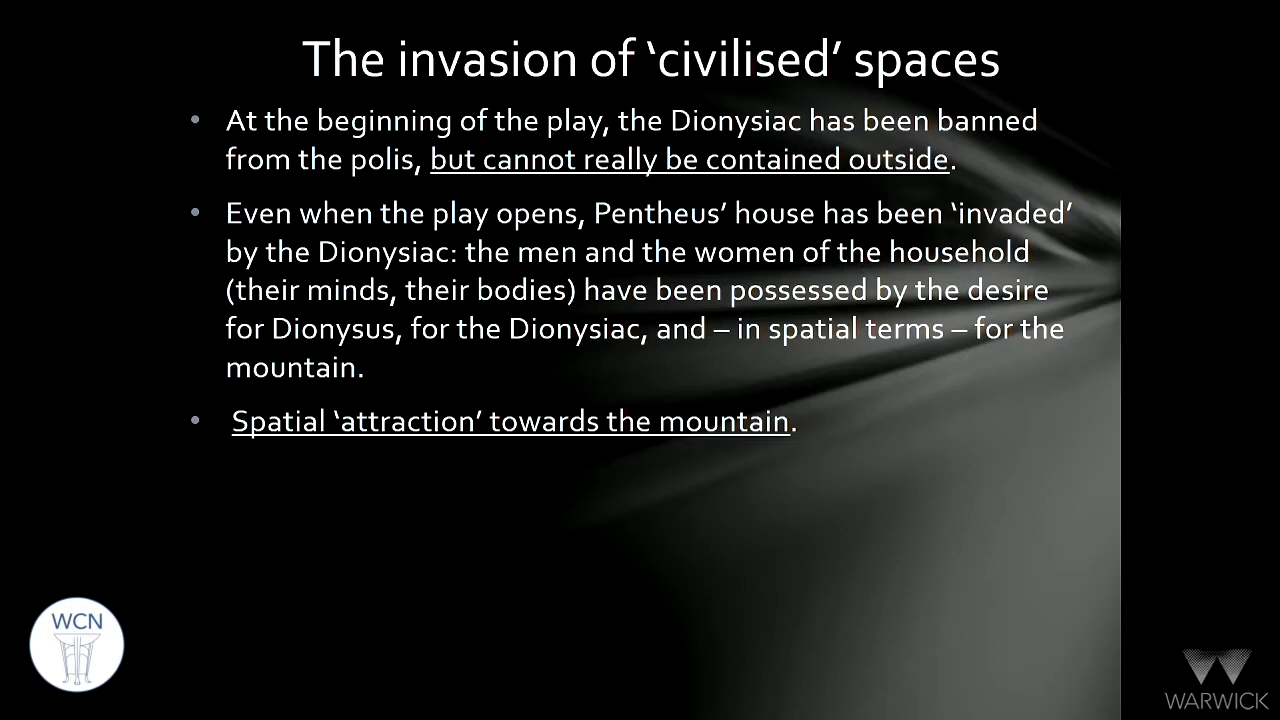 The invasion of ‘civilised’ spaces
• At the beginning of the play, the Dionysiac has been banned
from the polis, but cannot really be contained outside.
• Even when the play opens, Pentheus’ house has been ‘invaded’
by the Dionysiac: the men and the women of the household
(their minds, their bodies) have been possessed by the desire
for Dionysus, for the Dionysiac, and – in spatial terms – for the
mountain.
• Spatial ‘attraction’ towards the mountain.
WCN
WARWICK